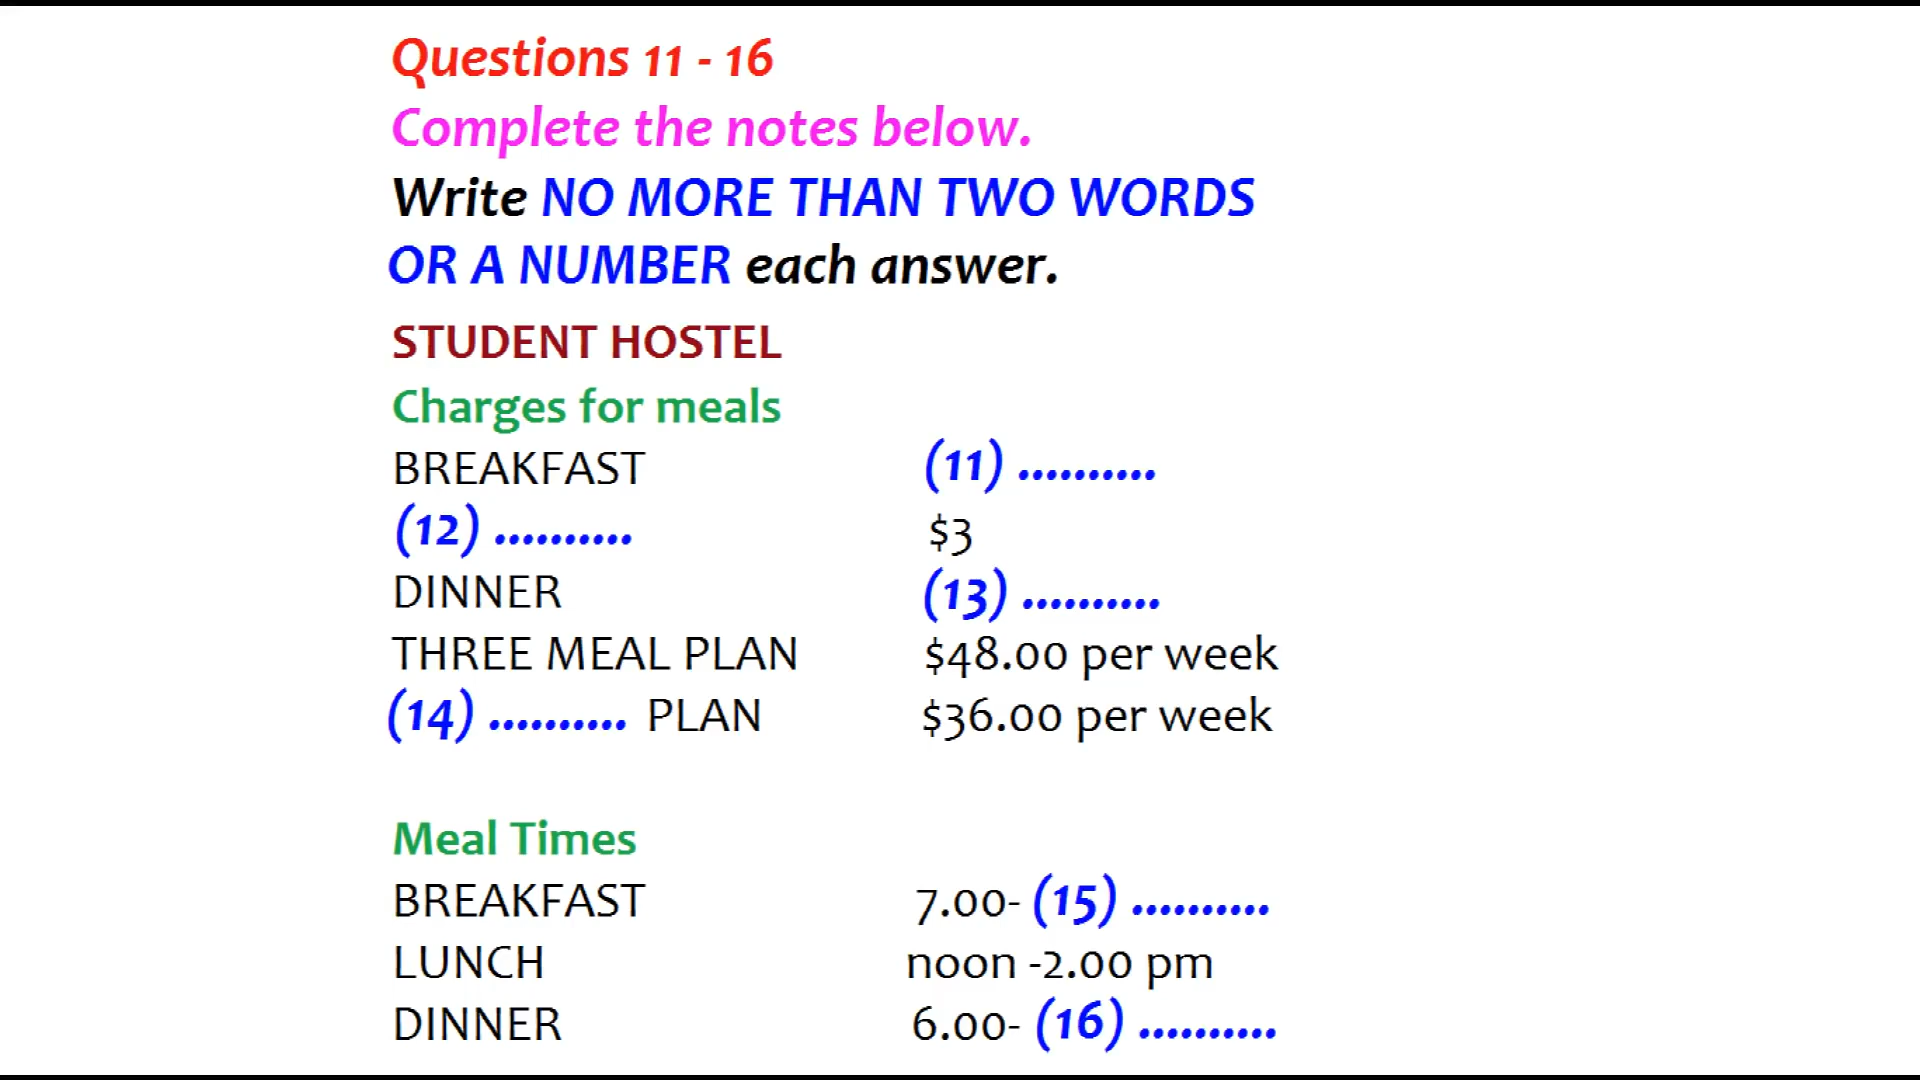 Questions 11 - 16
Complete the notes below.
Write NO MORE THAN TWO WORDS
OR A NUMBER each answer.
STUDENT HOSTEL
Charges for meals
BREAKFAST (11) ..........
(12) .......... $3
DINNER (13) ..........
THREE MEAL PLAN $48.00 per week
(14) .......... PLAN $36.00 per week
Meal Times
BREAKFAST 7.00- (15) ..........
LUNCH noon -2.00 pm
DINNER 6.00- (16) ..........